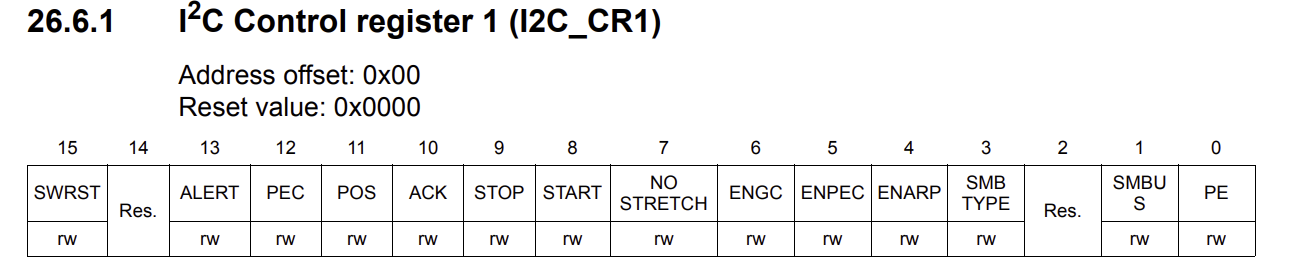 26.6.1 I2C Control register 1 (I2C_CR1)
Address offset: 0x00
Reset value: 0x0000
15 14 13 12 11 10 9 8 7 6 5 4 3 2 1 0
SWRST Res. ALERT PEC POS ACK STOP START NO STRETCH ENGC ENPEC ENARP SMB TYPE Res. SMBU S PE
rw rw rw rw rw rw rw rw rw rw rw rw rw rw